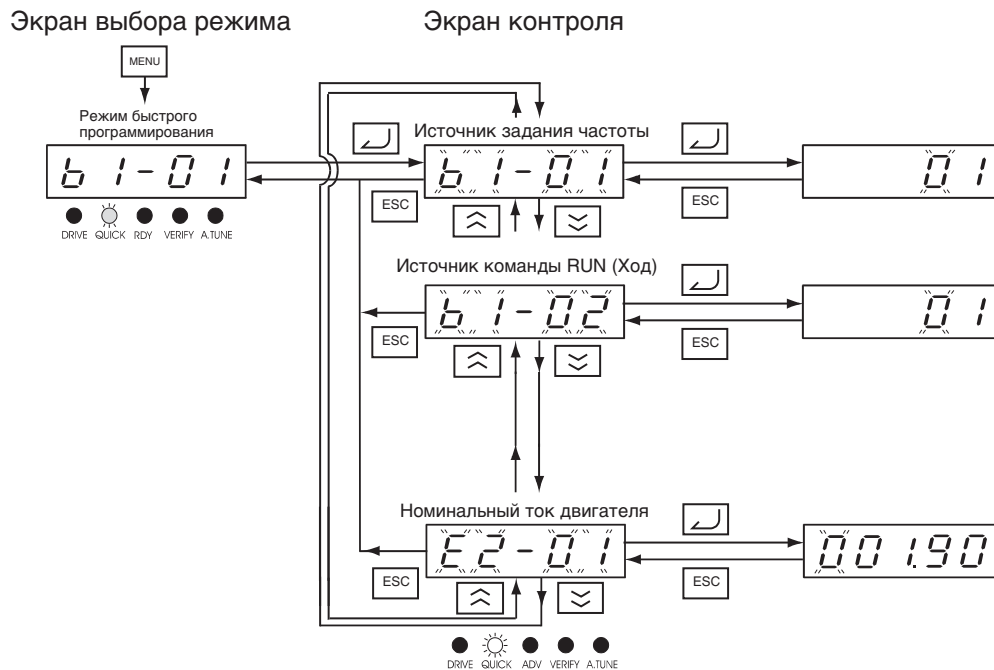 Экран выбора режима
Экран контроля
MENU
Режим быстрого
программирования
Источник задания частоты
b1-01
b1-01
01
ESC
ESC
DRIVE QUICK RDY VERIFY A.TUNE
Источник команды RUN (Ход)
b1-02
01
ESC
ESC
Номинальный ток двигателя
E2-01
001.90
ESC
ESC
DRIVE QUICK ADV VERIFY A.TUNE